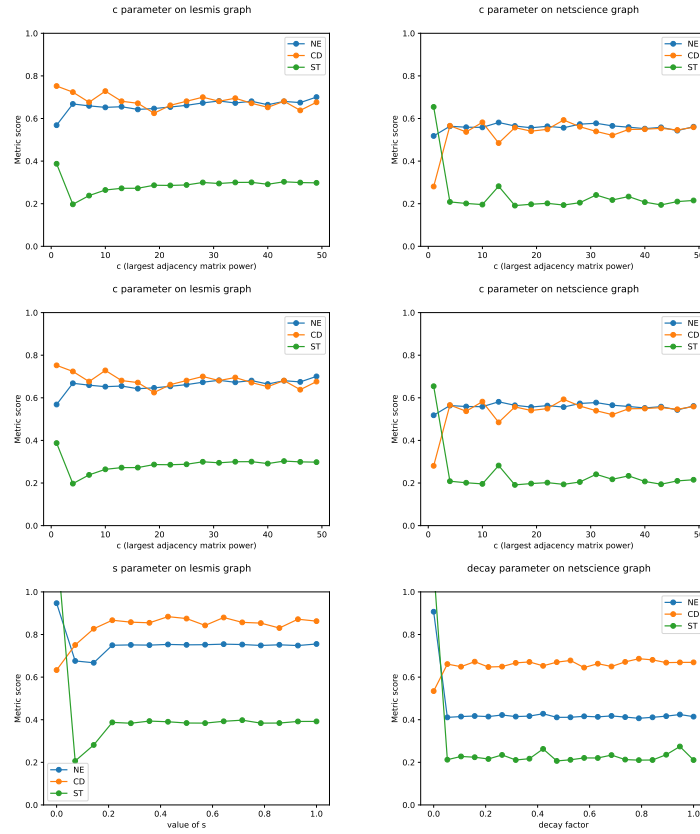 c parameter on lesmis graph
1.0
0.8
0.6
0.4
0.2
0.0
Metric score
NE
CD
ST
0 10 20 30 40 50
c (largest adjacency matrix power)
c parameter on netscience graph
1.0
0.8
0.6
0.4
0.2
0.0
Metric score
NE
CD
ST
0 10 20 30 40 50
c (largest adjacency matrix power)
c parameter on lesmis graph
1.0
0.8
0.6
0.4
0.2
0.0
Metric score
NE
CD
ST
0 10 20 30 40 50
c (largest adjacency matrix power)
c parameter on netscience graph
1.0
0.8
0.6
0.4
0.2
0.0
Metric score
NE
CD
ST
0 10 20 30 40 50
c (largest adjacency matrix power)
s parameter on lesmis graph
1.0
0.8
0.6
0.4
0.2
0.0
Metric score
NE
CD
ST
0.0 0.2 0.4 0.6 0.8 1.0
value of s
decay parameter on netscience graph
1.0
0.8
0.6
0.4
0.2
0.0
Metric score
NE
CD
ST
0.0 0.2 0.4 0.6 0.8 1.0
decay factor